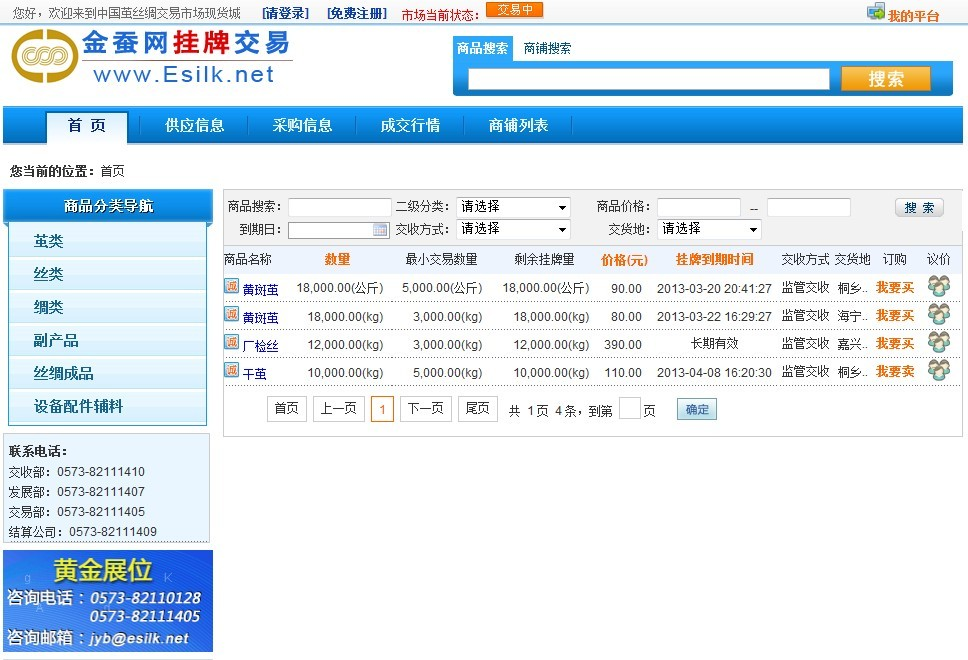 您好，欢迎来到中国茧丝绸交易市场现货城 [请登录] [免费注册] 市场当前状态： 交易中 我的平台
金蚕网挂牌交易
www.Esilk.net
商品搜索 商铺搜索
搜索
首 页 供应信息 采购信息 成交行情 商铺列表
您当前的位置：首页
商品分类导航
茧类
丝类
绸类
副产品
丝绸成品
设备配件辅料
联系电话：
交收部：0573-82111410
发展部：0573-82111407
交易部：0573-82111405
结算公司：0573-82111409
黄金展位
咨询电话：0573-82110128
0573-82111405
咨询邮箱：jyb@esilk.net
商品搜索： 二级分类： 请选择 商品价格： -- 搜 索
到期日： 交收方式： 请选择 交货地： 请选择
商品名称 数量 最小交易数量 剩余挂牌量 价格(元) 挂牌到期时间 交收方式 交货地 订购 议价
诚 黄斑茧 18,000.00(公斤) 5,000.00(公斤) 18,000.00(公斤) 90.00 2013-03-20 20:41:27 监管交收 桐乡.. 我要买
诚 黄斑茧 18,000.00(kg) 3,000.00(kg) 18,000.00(kg) 80.00 2013-03-22 16:29:27 监管交收 海宁.. 我要买
诚 厂检丝 12,000.00(kg) 3,000.00(kg) 12,000.00(kg) 390.00 长期有效 监管交收 嘉兴.. 我要买
诚 干茧 10,000.00(kg) 5,000.00(kg) 10,000.00(kg) 110.00 2013-04-08 16:20:30 监管交收 桐乡.. 我要卖
首页 上一页 1 下一页 尾页 共 1页 4条，到第 页 确定